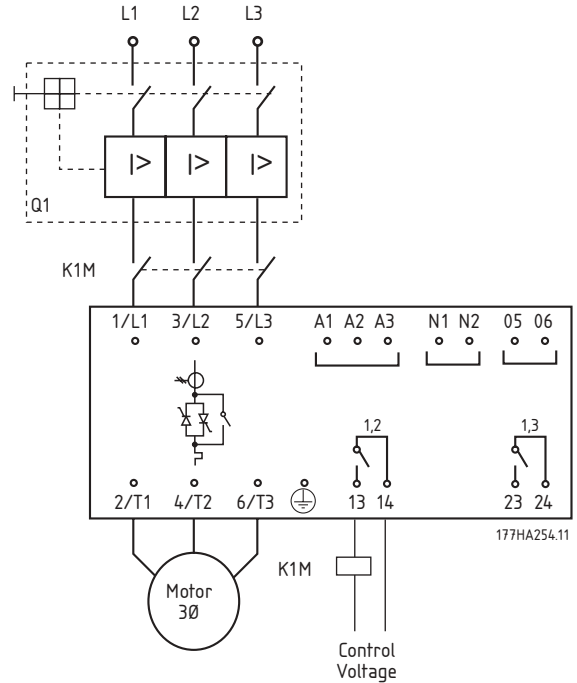 L1 L2 L3
|> |> |>
Q1
K1M
1/L1 3/L2 5/L3 A1 A2 A3 N1 N2 05 06
1,2 1,3
2/T1 4/T2 6/T3 13 14 23 24
177HA254.11
K1M
Motor
3Ø
Control
Voltage